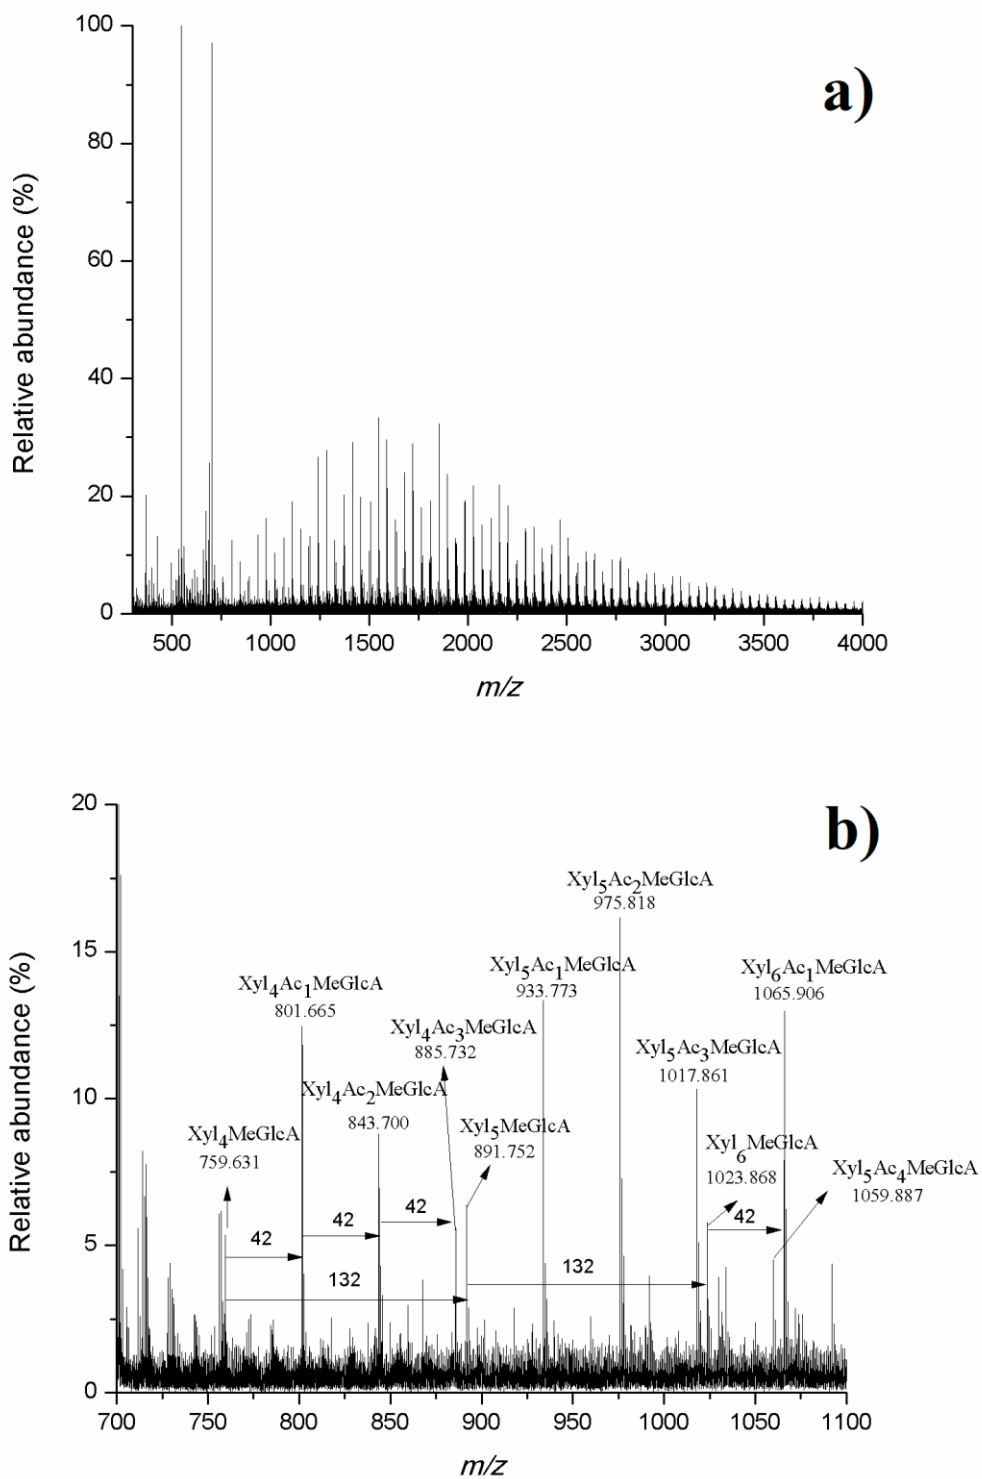 a)
Relative abundance (%)
100
80
60
40
20
0
500 1000 1500 2000 2500 3000 3500 4000
m/z
b)
Relative abundance (%)
20
15
10
5
0
Xyl5Ac2MeGlcA
975.818
Xyl5Ac1MeGlcA
933.773
Xyl6Ac1MeGlcA
1065.906
Xyl4Ac1MeGlcA
801.665
Xyl4Ac3MeGlcA
885.732
Xyl5Ac3MeGlcA
1017.861
Xyl4Ac2MeGlcA
843.700
Xyl4MeGlcA
759.631
Xyl5MeGlcA
891.752
Xyl6MeGlcA
1023.868
Xyl5Ac4MeGlcA
1059.887
42
42
42
42
132
132
700 750 800 850 900 950 1000 1050 1100
m/z